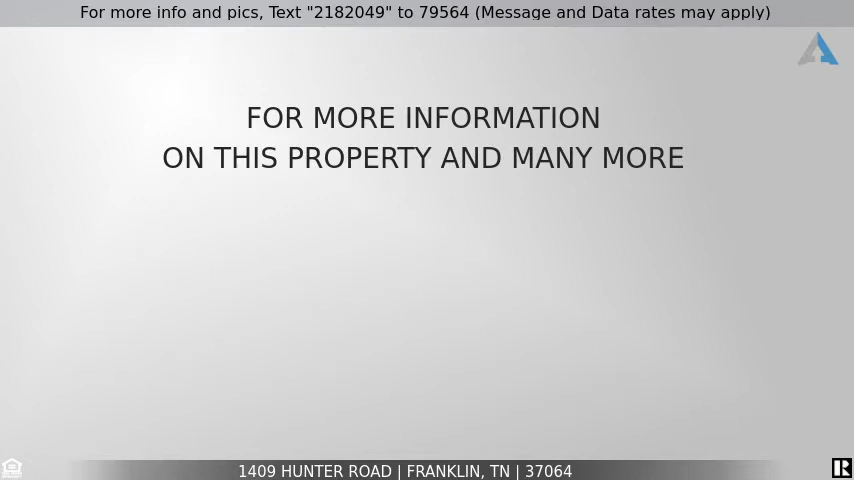 For more info and pics, Text "2182049" to 79564 (Message and Data rates may apply)
FOR MORE INFORMATION
ON THIS PROPERTY AND MANY MORE
1409 HUNTER ROAD | FRANKLIN, TN | 37064